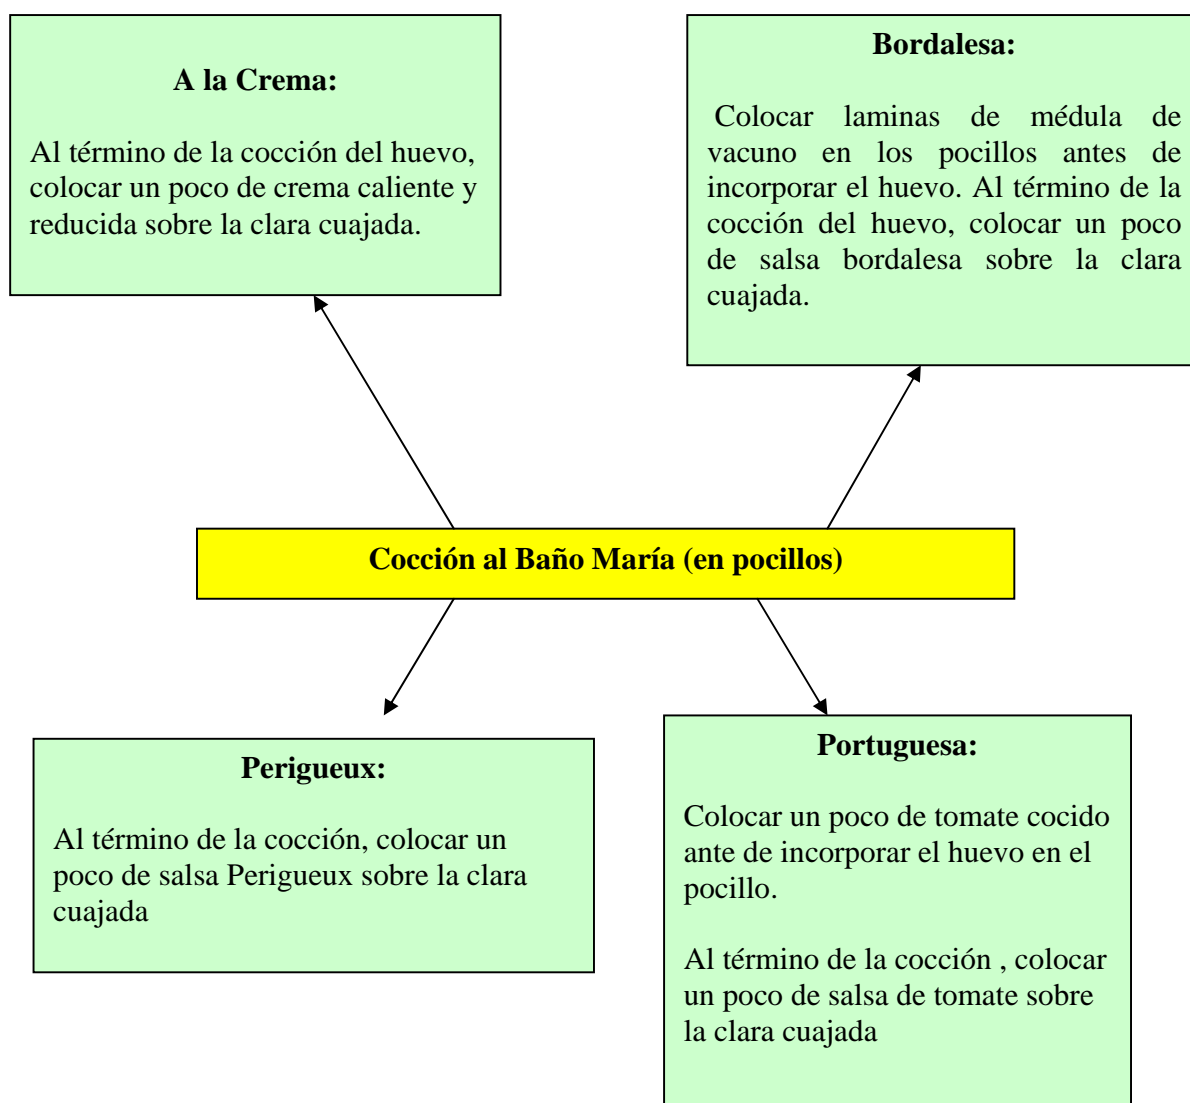 A la Crema:
Al término de la cocción del huevo,
colocar un poco de crema caliente y
reducida sobre la clara cuajada.
Bordalesa:
Colocar laminas de médula de
vacuno en los pocillos antes de
incorporar el huevo. Al término de la
cocción del huevo, colocar un poco
de salsa bordalesa sobre la clara
cuajada.
Cocción al Baño María (en pocillos)
Perigueux:
Al término de la cocción, colocar un
poco de salsa Perigueux sobre la clara
cuajada
Portuguesa:
Colocar un poco de tomate cocido
ante de incorporar el huevo en el
pocillo.
Al término de la cocción , colocar
un poco de salsa de tomate sobre
la clara cuajada